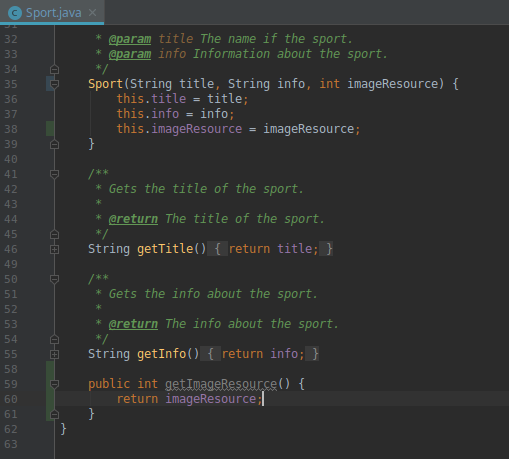 Sport.java
31
32 * @param title The name if the sport.
33 * @param info Information about the sport.
34 */
35 Sport(String title, String info, int imageResource) {
36 this.title = title;
37 this.info = info;
38 this.imageResource = imageResource;
39 }
40
41 /**
42 * Gets the title of the sport.
43 *
44 * @return The title of the sport.
45 */
46 String getTitle() { return title; }
49
50 /**
51 * Gets the info about the sport.
52 *
53 * @return The info about the sport.
54 */
55 String getInfo() { return info; }
58
59 public int getImageResource() {
60 return imageResource;
61 }
62 }
63